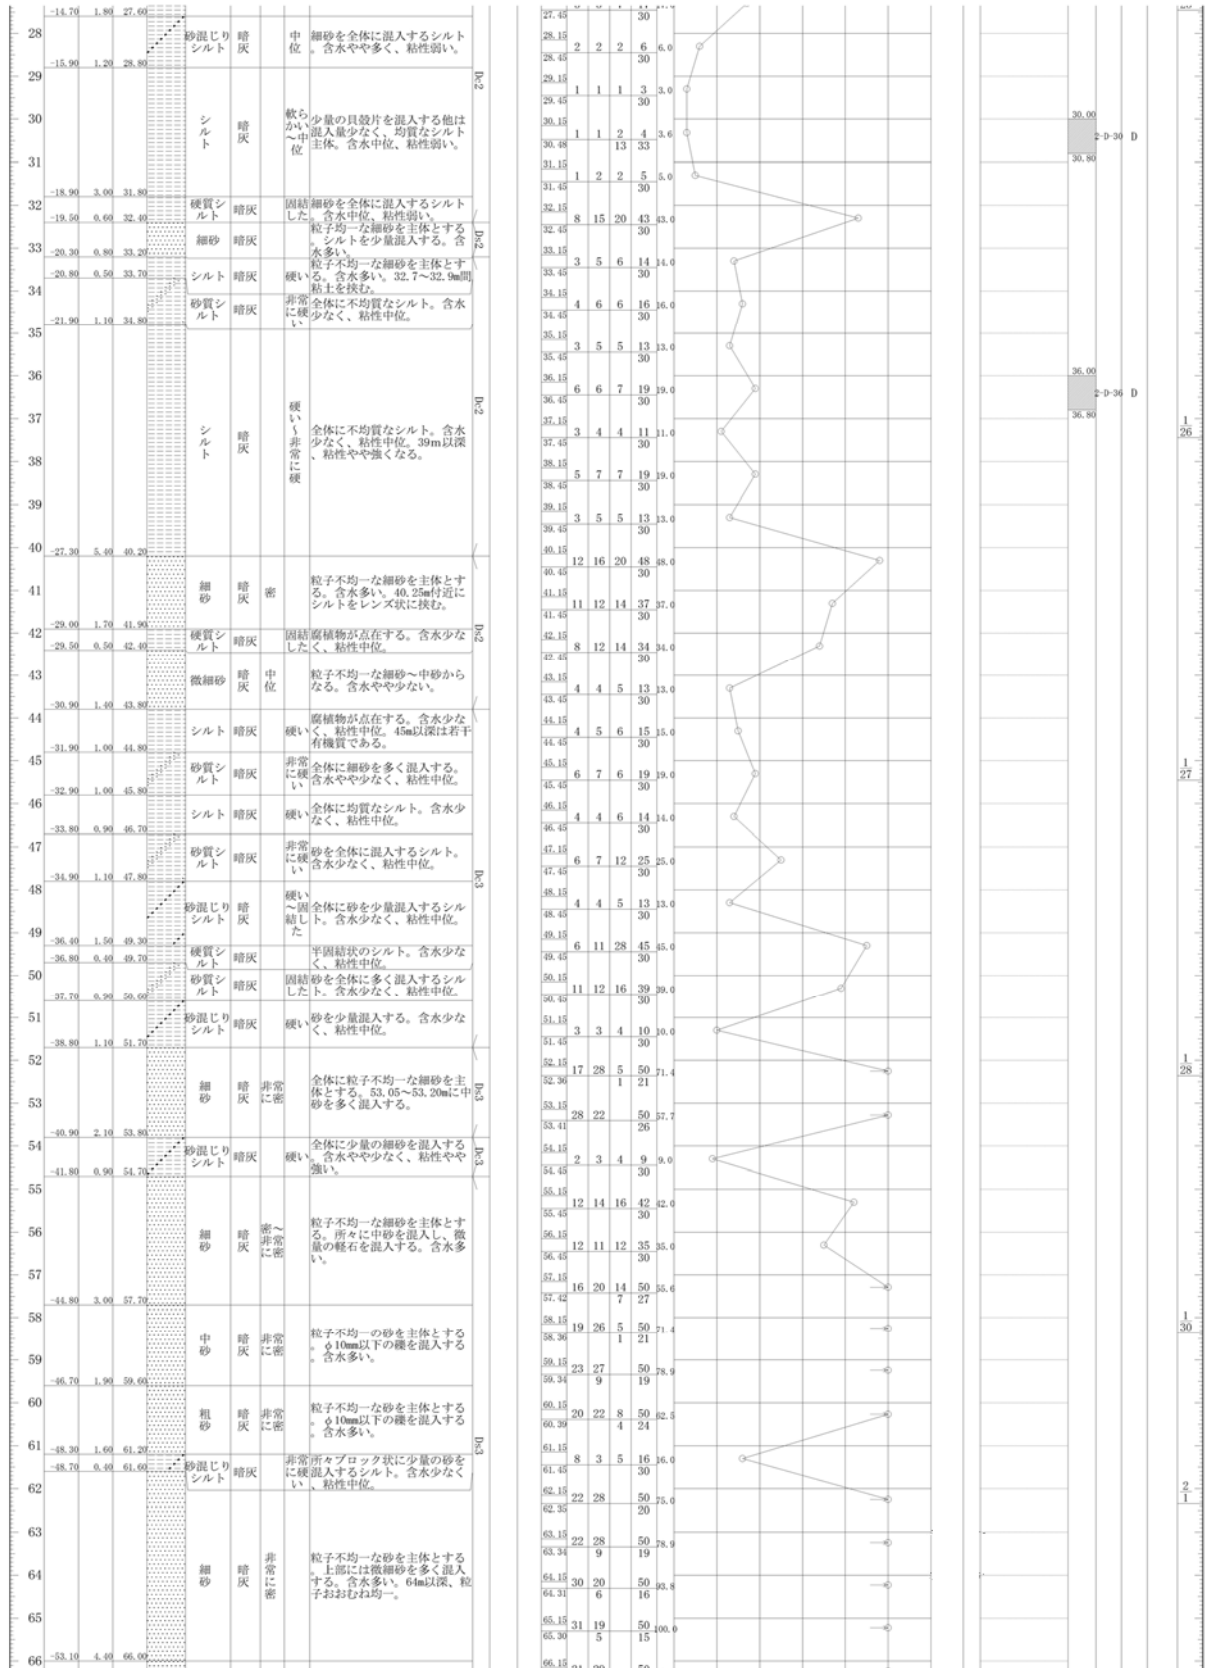 -14.70 1.80 27.60
28 砂混じり 暗 中 細砂を全体に混入するシルト
シルト 灰 位 。含水やや多く、粘性弱い。
-15.90 1.20 28.80
29
Dc2
30 シルト 暗灰 軟らかい～中位 少量の貝殻片を混入する他は
混入量少なく、均質なシルト
主体。含水中位、粘性弱い。
31
-18.90 3.00 31.80
32 硬質シルト 暗灰 固結した 細砂を全体に混入するシルト
。含水中位、粘性弱い。
-19.50 0.60 32.40
細砂 暗灰 粒子均一な細砂を主体とする
。シルトを少量混入する。含
水多い。
Ds2
33
-20.30 0.80 33.20
シルト 暗灰 硬い 粒子不均一な細砂を主体とす
る。含水多い。32.7～32.9m間
粘土を挟む。
-20.80 0.50 33.70
34 砂質シルト 暗灰 非常に硬い 全体に不均質なシルト。含水
少なく、粘性中位。
-21.90 1.10 34.80
35
36
Dc2
37 シルト 暗灰 硬い～非常に硬 全体に不均質なシルト。含水
少なく、粘性中位。39m以深
、粘性やや強くなる。
38
39
40
-27.30 5.40 40.20
41 細砂 暗灰 密 粒子不均一な細砂を主体とす
る。含水多い。40.25m付近に
シルトをレンズ状に挟む。
-29.00 1.70 41.90
42 硬質シルト 暗灰 固結した 腐植物が点在する。含水少な
く、粘性中位。
-29.50 0.50 42.40
Ds2
43 微細砂 暗灰 中位 粒子不均一な細砂～中砂から
なる。含水やや少ない。
-30.90 1.40 43.80
44 シルト 暗灰 硬い 腐植物が点在する。含水少な
く、粘性中位。45m以深は若干
有機質である。
-31.90 1.00 44.80
45 砂質シルト 暗灰 非常に硬い 全体に細砂を多く混入する。
含水やや少なく、粘性中位。
-32.90 1.00 45.80
46 シルト 暗灰 硬い 全体に均質なシルト。含水少
なく、粘性中位。
-33.80 0.90 46.70
47 砂質シルト 暗灰 非常に硬い 砂を全体に混入するシルト。
含水少なく、粘性中位。
-34.90 1.10 47.80
Dc3
48 砂混じりシルト 暗灰 硬い～固結した 全体に砂を少量混入するシル
ト。含水少なく、粘性中位。
49
-36.40 1.50 49.30
硬質シルト 暗灰 半固結状のシルト。含水少な
く、粘性中位。
-36.80 0.40 49.70
50 砂質シルト 暗灰 固結した 砂を全体に多く混入するシル
ト。含水少なく、粘性中位。
-37.70 0.90 50.60
51 砂混じりシルト 暗灰 硬い 砂を少量混入する。含水少な
く、粘性中位。
-38.80 1.10 51.70
52
細砂 暗灰 非常に密 全体に粒子不均一な細砂を主
体とする。53.05～53.20mに中
砂を多く混入する。
Ds3
53
-40.90 2.10 53.80
54 砂混じりシルト 暗灰 硬い 全体に少量の細砂を混入する
。含水やや少なく、粘性やや
強い。
Dc3
-41.80 0.90 54.70
55
56 細砂 暗灰 密～非常に密 粒子不均一な細砂を主体とす
る。所々に中砂を混入し、微
量の軽石を混入する。含水多
い。
57
-44.80 3.00 57.70
58 中砂 暗灰 非常に密 粒子不均一の砂を主体とする
。φ10mm以下の礫を混入する
。含水多い。
59
-46.70 1.90 59.60
60 粗砂 暗灰 非常に密 粒子不均一な砂を主体とする
。φ10mm以下の礫を混入する
。含水多い。
61
Ds3
-48.30 1.60 61.20
砂混じりシルト 暗灰 非常に硬い 所々ブロック状に少量の砂を
混入するシルト。含水少なく
、粘性中位。
-48.70 0.40 61.60
62
63
64 細砂 暗灰 非常に密 粒子不均一な砂を主体とする
。上部には微細砂を多く混入
する。含水多い。64m以深、粒
子おおむね均一。
65
66 -53.10 4.40 66.00
27.45 30
28.15 2 2 2 6 6.0
28.45 30
29.15 1 1 1 3 3.0
29.45 30
30.15 1 1 2 4 3.6
30.48 13 33
31.15 1 2 2 5 5.0
31.45 30
32.15 8 15 20 43 43.0
32.45 30
33.15 3 5 6 14 14.0
33.45 30
34.15 4 6 6 16 16.0
34.45 30
35.15 3 5 5 13 13.0
35.45 30
36.15 6 6 7 19 19.0
36.45 30
37.15 3 4 4 11 11.0
37.45 30
38.15 5 7 7 19 19.0
38.45 30
39.15 3 5 5 13 13.0
39.45 30
40.15 12 16 20 48 48.0
40.45 30
41.15 11 12 14 37 37.0
41.45 30
42.15 8 12 14 34 34.0
42.45 30
43.15 4 4 5 13 13.0
43.45 30
44.15 4 5 6 15 15.0
44.45 30
45.15 6 7 6 19 19.0
45.45 30
46.15 4 4 6 14 14.0
46.45 30
47.15 6 7 12 25 25.0
47.45 30
48.15 4 4 5 13 13.0
48.45 30
49.15 6 11 28 45 45.0
49.45 30
50.15 11 12 16 39 39.0
50.45 30
51.15 3 3 4 10 10.0
51.45 30
52.15 17 28 5 50 71.4
52.36 1 21
53.15 28 22 50 57.7
53.41 26
54.15 2 3 4 9 9.0
54.45 30
55.15 12 14 16 42 42.0
55.45 30
56.15 12 11 12 35 35.0
56.45 30
57.15 16 20 14 50 55.6
57.42 7 27
58.15 19 26 5 50 71.4
58.36 1 21
59.15 23 27 50 78.9
59.34 9 19
60.15 20 22 8 50 62.5
60.39 4 24
61.15 8 3 5 16 16.0
61.45 30
62.15 22 28 50 75.0
62.35 20
63.15 22 28 50 78.9
63.34 9 19
64.15 30 20 50 93.8
64.31 6 16
65.15 31 19 50 100.0
65.30 5 15
66.15
30.00
2-D-30 D
30.80
36.00
2-D-36 D
36.80
1
26
1
27
1
28
1
30
2
1